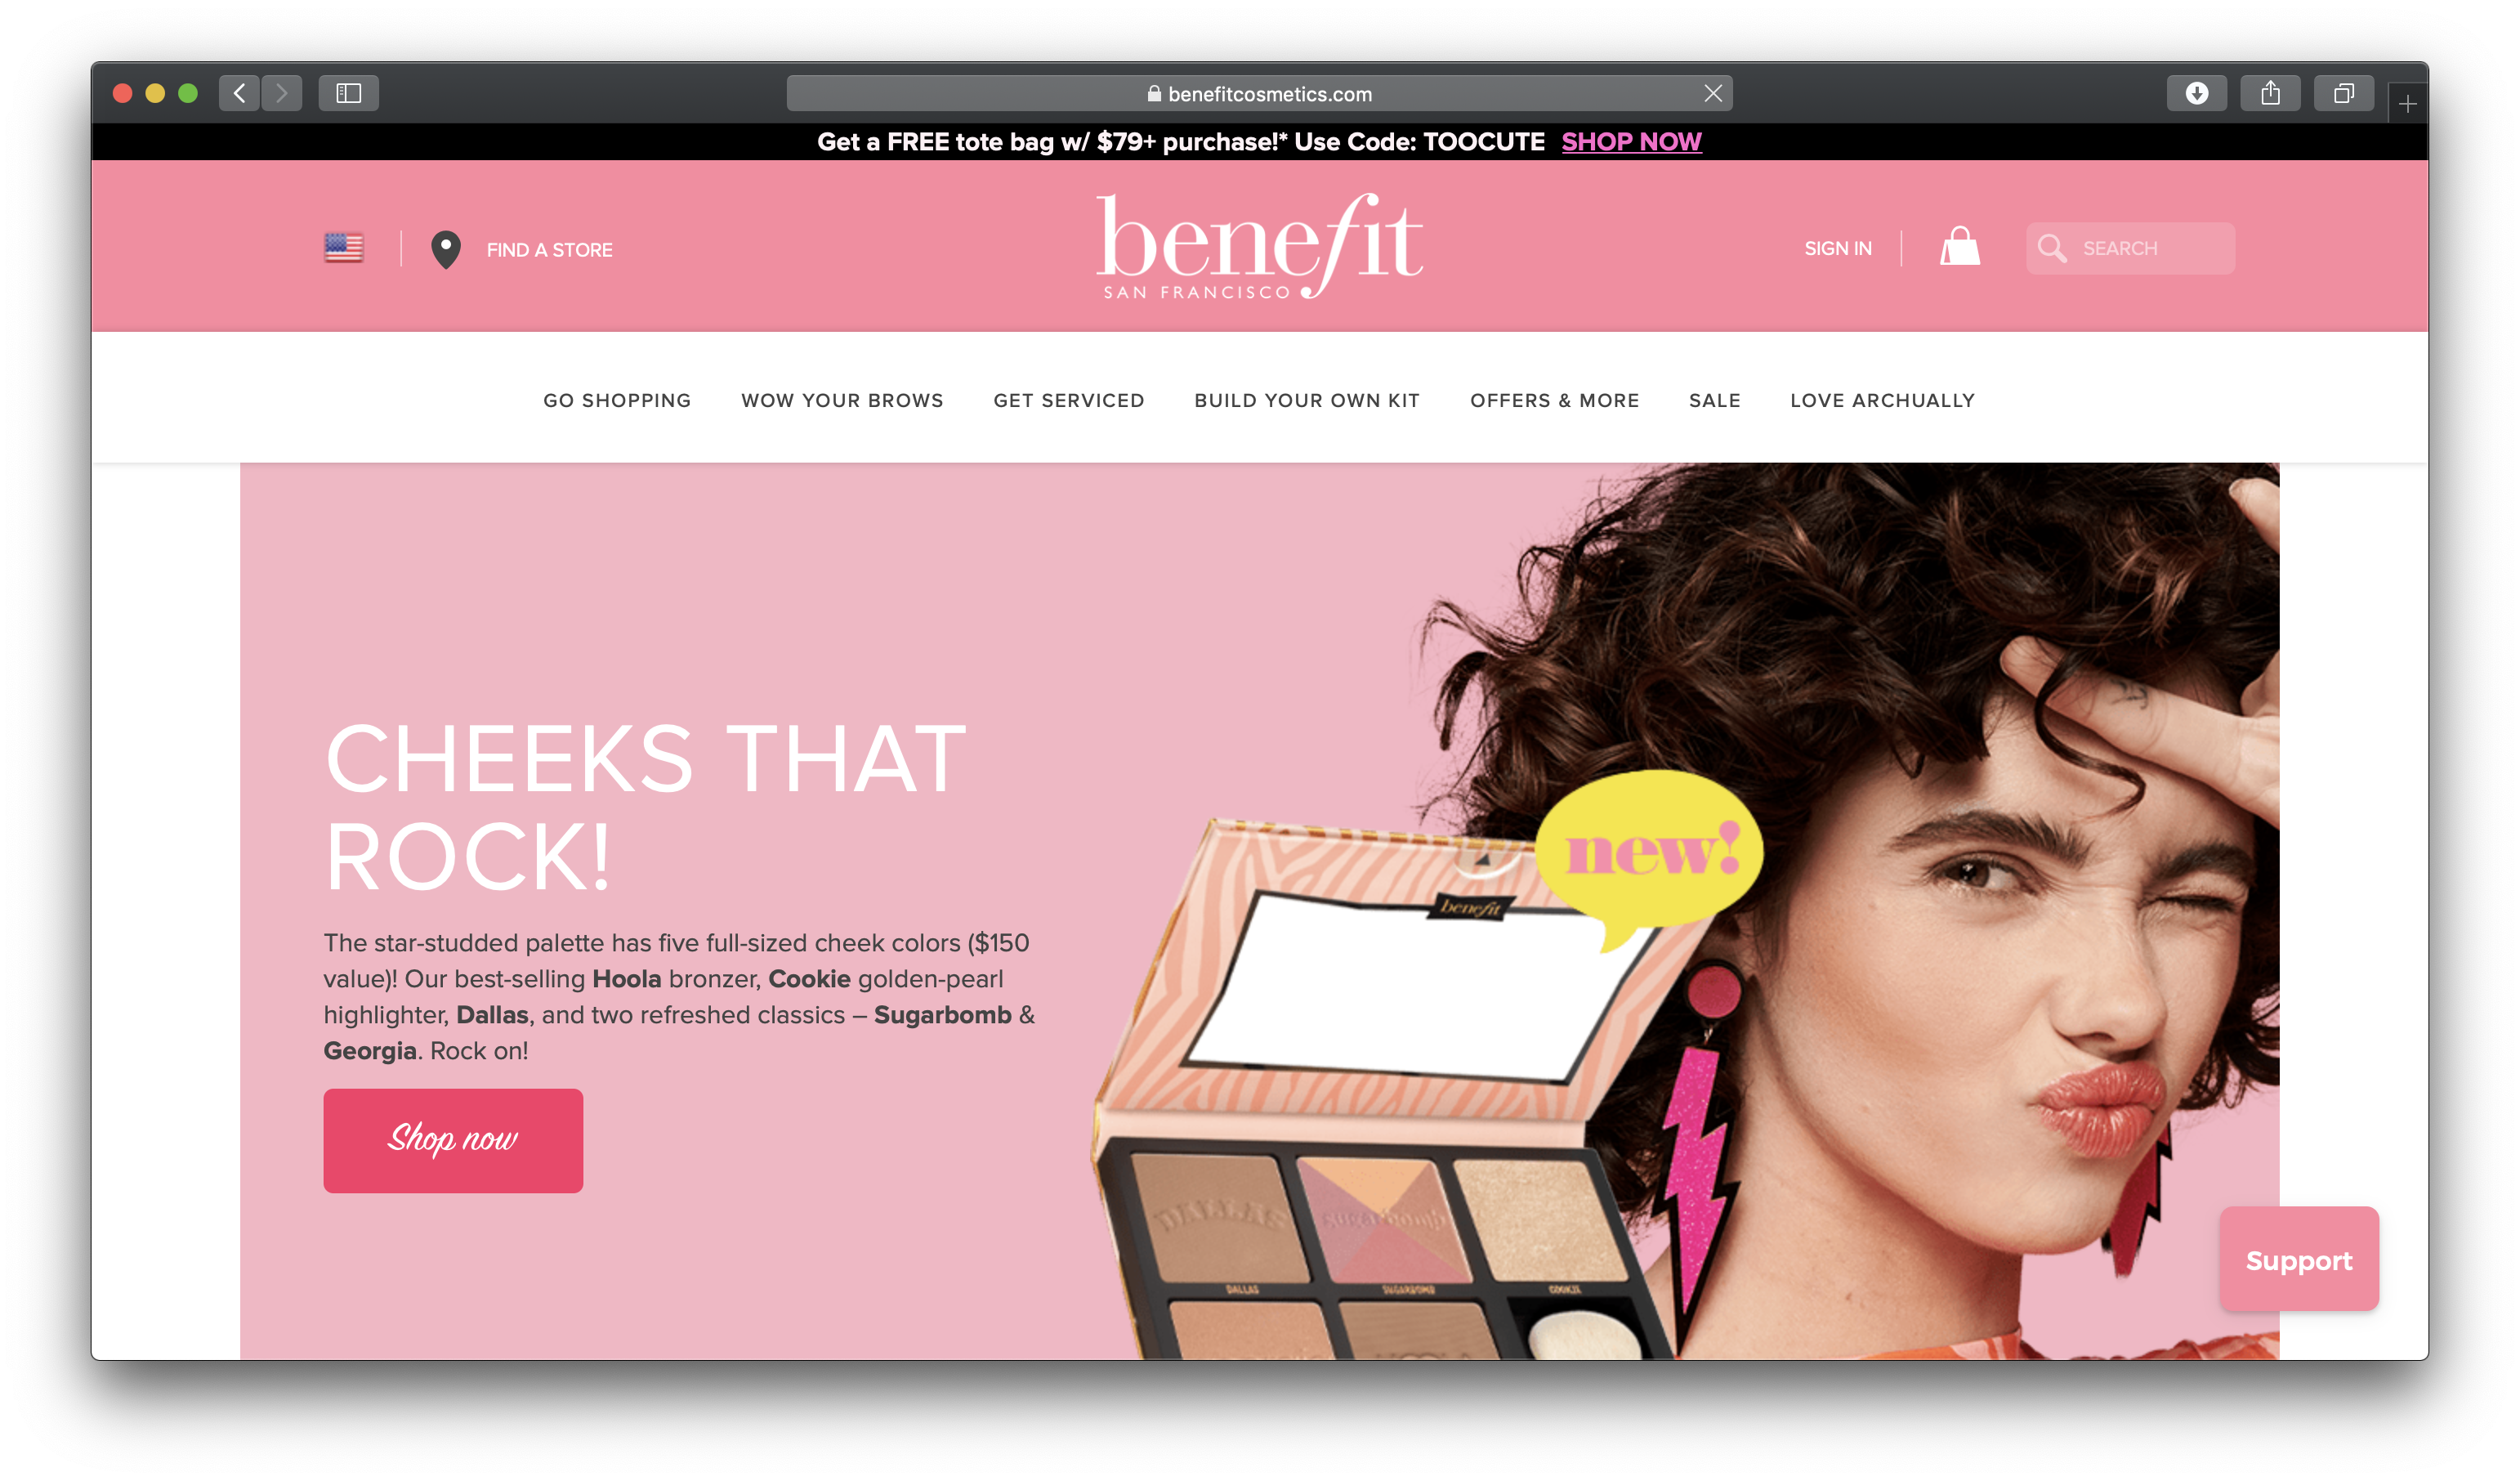 benefitcosmetics.com
Get a FREE tote bag w/ $79+ purchase!* Use Code: TOOCUTE SHOP NOW
FIND A STORE
benefit
SAN FRANCISCO
SIGN IN
SEARCH
GO SHOPPING WOW YOUR BROWS GET SERVICED BUILD YOUR OWN KIT OFFERS & MORE SALE LOVE ARCHUALLY
CHEEKS THAT
ROCK!
The star-studded palette has five full-sized cheek colors ($150
value)! Our best-selling Hoola bronzer, Cookie golden-pearl
highlighter, Dallas, and two refreshed classics – Sugarbomb &
Georgia. Rock on!
Shop now
new!
benefit
DALLAS
sugarbomb
DALLAS
SUGARBOMB
COOKIE
Support